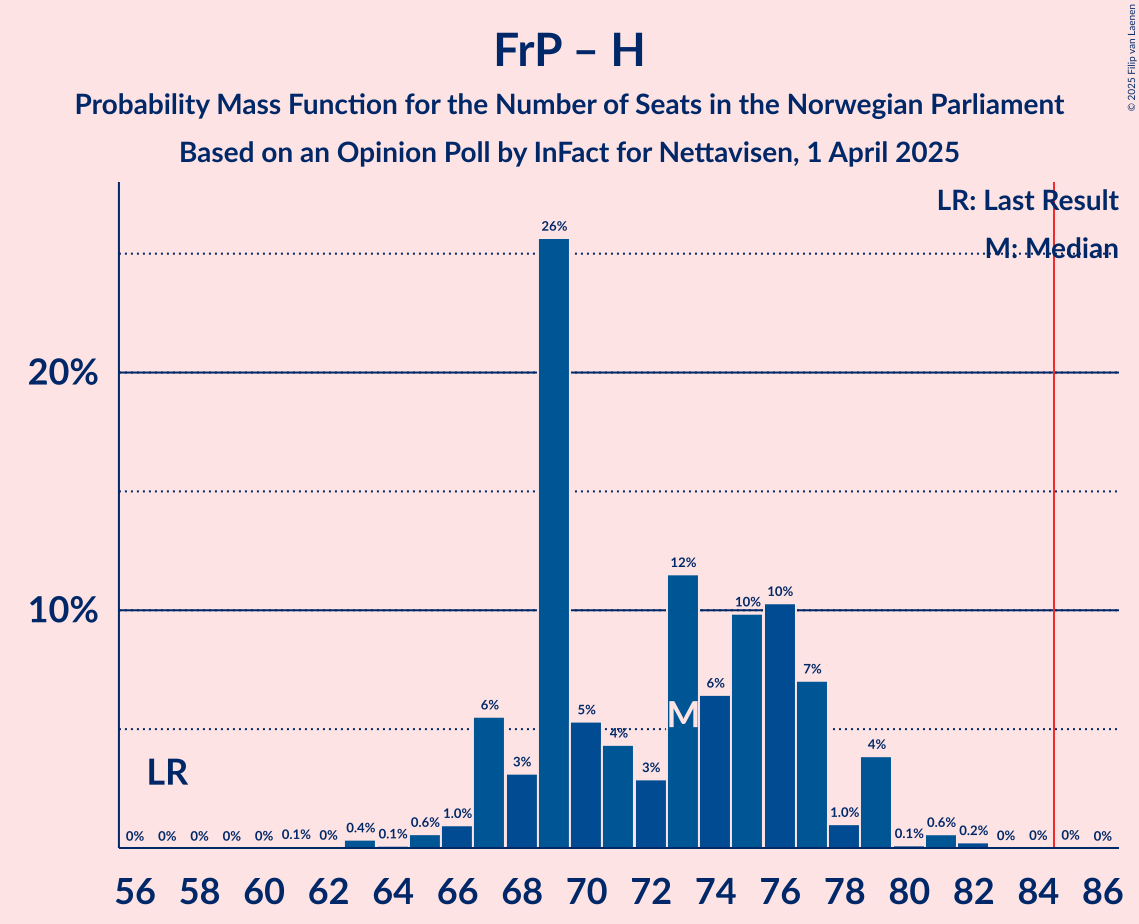 FrP – H
Probability Mass Function for the Number of Seats in the Norwegian Parliament
Based on an Opinion Poll by InFact for Nettavisen, 1 April 2025
© 2025 Filip van Laenen
LR: Last Result
M: Median
20%
10%
0% 0% 0% 0% 0% 0.1% 0% 0.4% 0.1% 0.6% 1.0% 6% 3% 26% 5% 4% 3% 12% 6% 10% 10% 7% 1.0% 4% 0.1% 0.6% 0.2% 0% 0% 0% 0%
M
LR
56 58 60 62 64 66 68 70 72 74 76 78 80 82 84 86